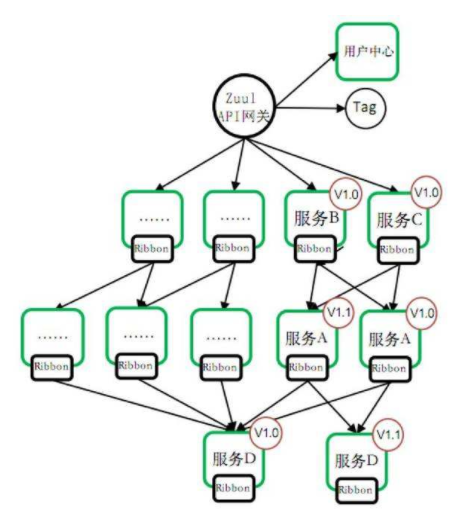 用户中心
Zuul
API网关
Tag
V1.0
V1.0
......
......
服务B
服务C
Ribbon
Ribbon
Ribbon
Ribbon
V1.1
V1.0
......
......
......
服务A
服务A
Ribbon
Ribbon
Ribbon
Ribbon
Ribbon
V1.0
V1.1
服务D
服务D
Ribbon
Ribbon